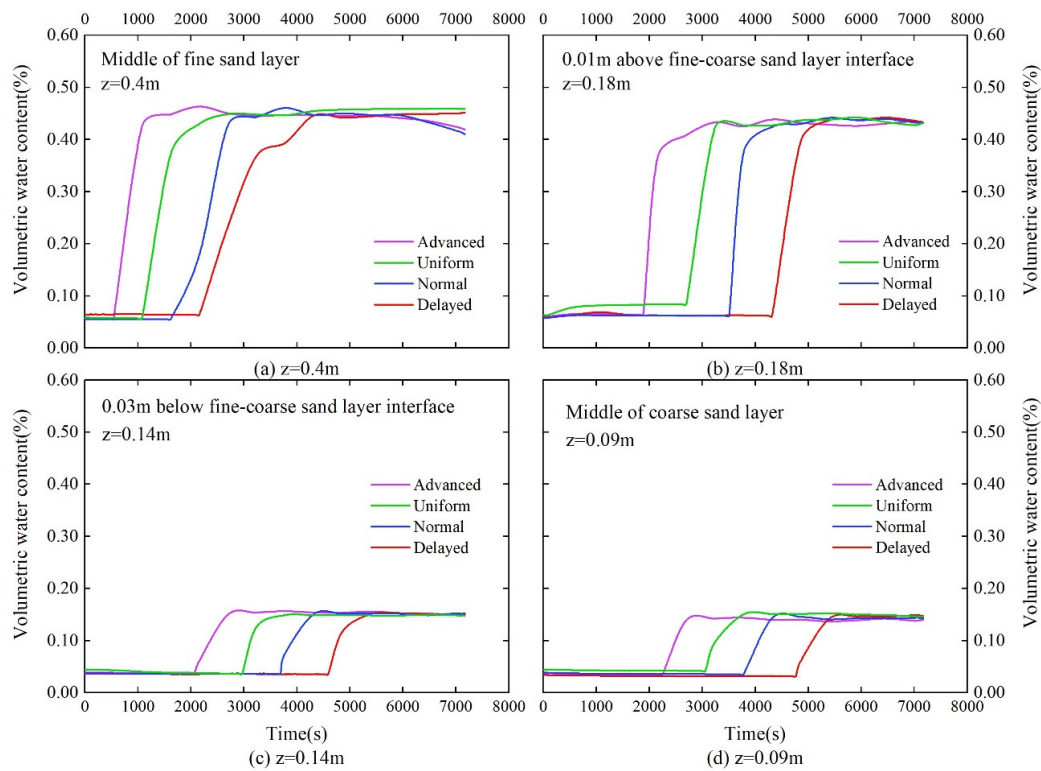 0 1000 2000 3000 4000 5000 6000 7000 8000
0 1000 2000 3000 4000 5000 6000 7000 8000
Volumetric water content(%)
0.60
0.50
0.40
0.30
0.20
0.10
0.00
Middle of fine sand layer
z=0.4m
Advanced
Uniform
Normal
Delayed
(a) z=0.4m
0.01m above fine-coarse sand layer interface
z=0.18m
Advanced
Uniform
Normal
Delayed
0.60
0.50
0.40
0.30
0.20
0.10
0.00
Volumetric water content(%)
(b) z=0.18m
Volumetric water content(%)
0.60
0.50
0.40
0.30
0.20
0.10
0.00
0.03m below fine-coarse sand layer interface
z=0.14m
Advanced
Uniform
Normal
Delayed
0 1000 2000 3000 4000 5000 6000 7000 8000
Time(s)
(c) z=0.14m
Middle of coarse sand layer
z=0.09m
Advanced
Uniform
Normal
Delayed
0.60
0.50
0.40
0.30
0.20
0.10
0.00
Volumetric water content(%)
0 1000 2000 3000 4000 5000 6000 7000 8000
Time(s)
(d) z=0.09m